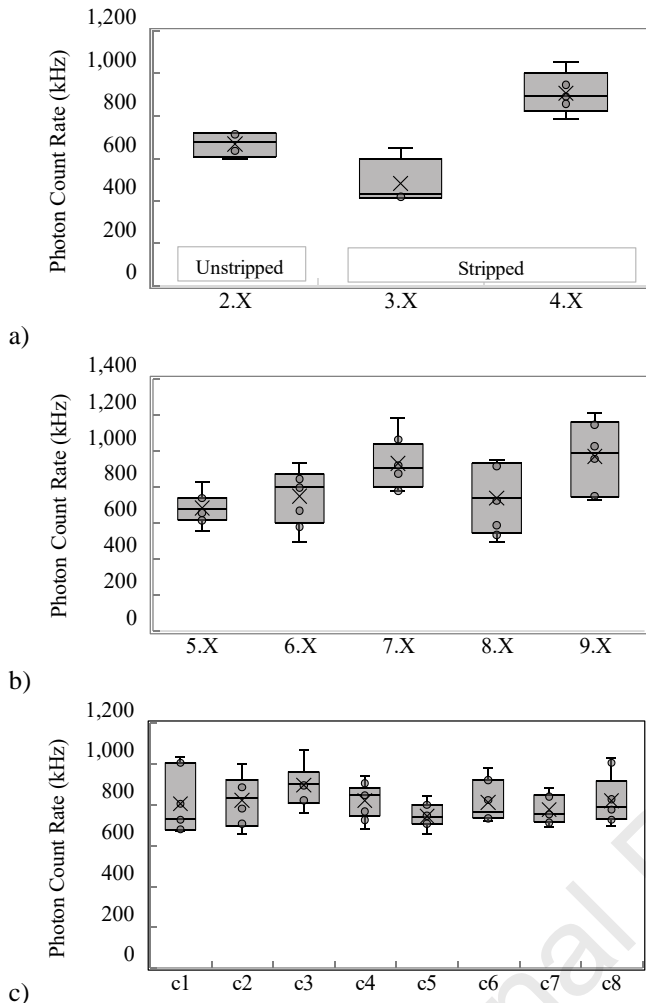 1,200
1,000
800
600
400
200
0
Photon Count Rate (kHz)
Unstripped
Stripped
2.X 3.X 4.X
a)
1,400
1,200
1,000
800
600
400
200
0
Photon Count Rate (kHz)
5.X 6.X 7.X 8.X 9.X
b)
1,200
1,000
800
600
400
200
0
Photon Count Rate (kHz)
c1 c2 c3 c4 c5 c6 c7 c8
c)